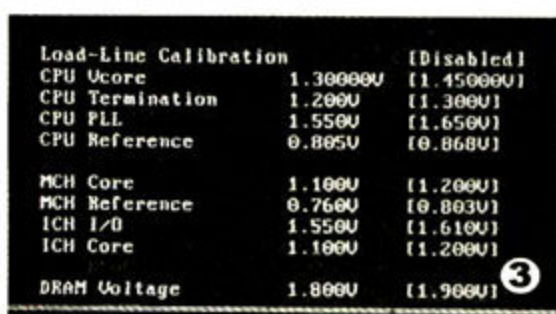 Load-Line Calibration [Disabled]
CPU Vcore 1.30000V [1.45000V]
CPU Termination 1.200V [1.300V]
CPU PLL 1.550V [1.650V]
CPU Reference 0.805V [0.868V]
MCH Core 1.100V [1.200V]
MCH Reference 0.760V [0.803V]
ICH I/O 1.550V [1.610V]
ICH Core 1.100V [1.200V]
DRAM Voltage 1.800V [1.900V]
3